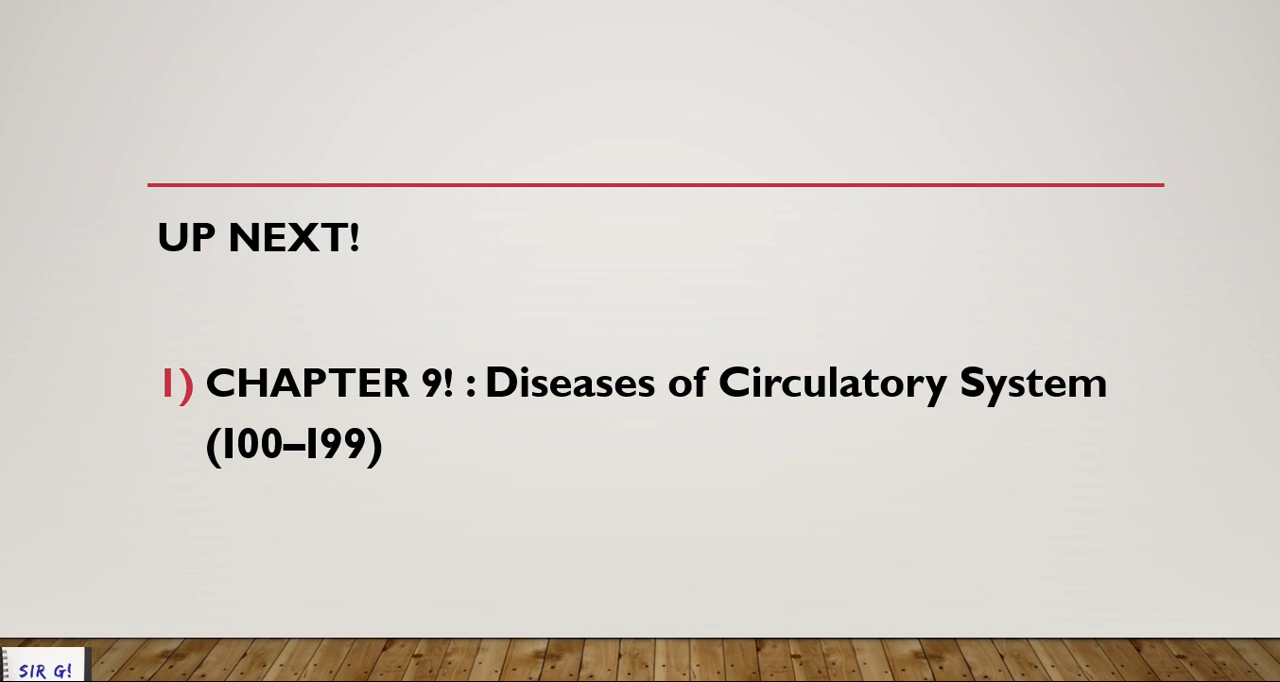 UP NEXT!
1) CHAPTER 9! : Diseases of Circulatory System
(I00–I99)
SIR G!